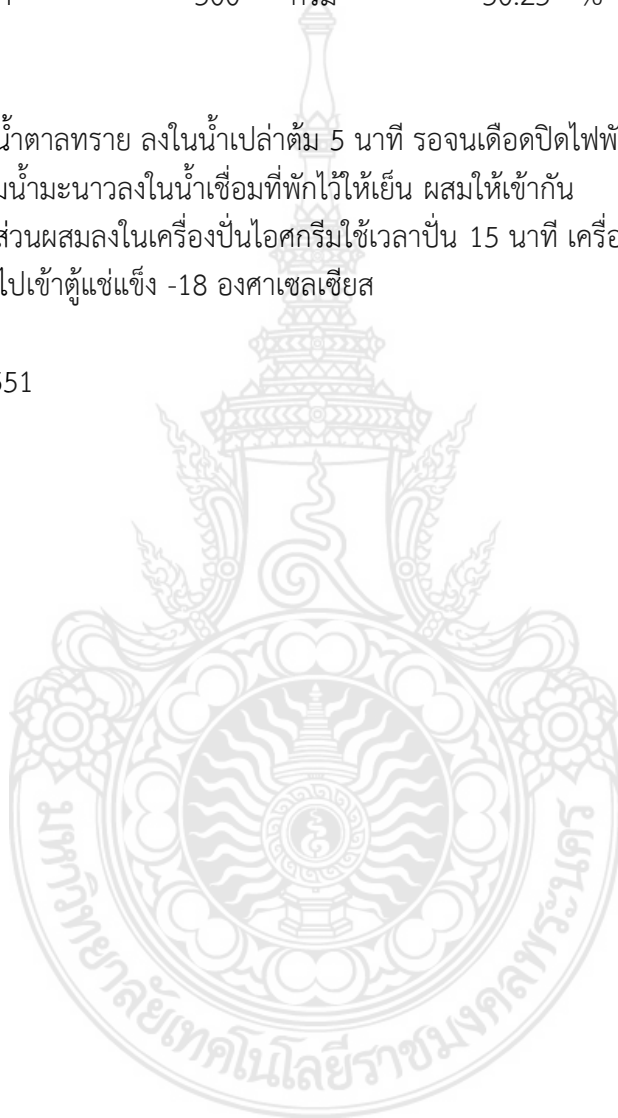 500 กรัม 50.25 %
น้ำตาลทราย ลงในน้ำเปล่าต้ม 5 นาที รอจนเดือดปิดไฟพั
มน้ำมะนาวลงในน้ำเชื่อมที่พักไว้ให้เย็น ผสมให้เข้ากัน
ส่วนผสมลงในเครื่องปั่นไอศกรีมใช้เวลาปั่น 15 นาที เครื่อ
ไปเข้าตู้แช่แข็ง -18 องศาเซลเซียส
551
มหาวิทยาลัยเทคโนโลยีราชมงคลพระนคร